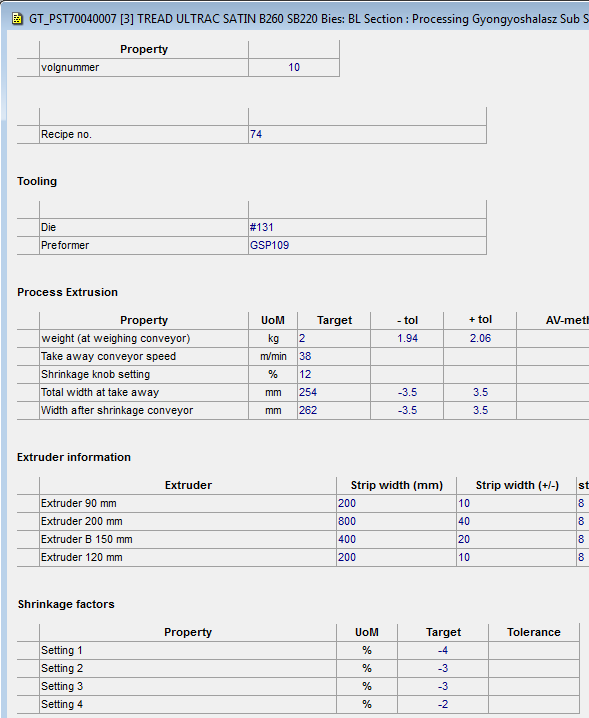 GT_PST70040007 [3] TREAD ULTRAC SATIN B260 SB220 Bies: BL Section : Processing Gyongyoshalasz Sub S
Property
volgnummer 10
Recipe no. 74
Tooling
Die #131
Preformer GSP109
Process Extrusion
Property UoM Target - tol + tol AV-meth
weight (at weighing conveyor) kg 2 1.94 2.06
Take away conveyor speed m/min 38
Shrinkage knob setting % 12
Total width at take away mm 254 -3.5 3.5
Width after shrinkage conveyor mm 262 -3.5 3.5
Extruder information
Extruder Strip width (mm) Strip width (+/-) st
Extruder 90 mm 200 10 8
Extruder 200 mm 800 40 8
Extruder B 150 mm 400 20 8
Extruder 120 mm 200 10 8
Shrinkage factors
Property UoM Target Tolerance
Setting 1 % -4
Setting 2 % -3
Setting 3 % -3
Setting 4 % -2